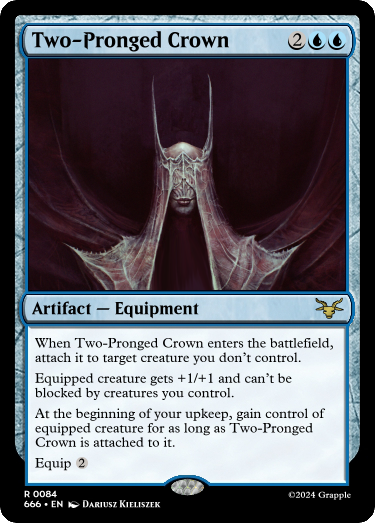 Two-Pronged Crown 2
Artifact — Equipment
When Two-Pronged Crown enters the battlefield,
attach it to target creature you don't control.
Equipped creature gets +1/+1 and can't be
blocked by creatures you control.
At the beginning of your upkeep, gain control of
equipped creature for as long as Two-Pronged
Crown is attached to it.
Equip 2
R 0084
666 • EN Dariusz Kieliszek
©2024 Grapple